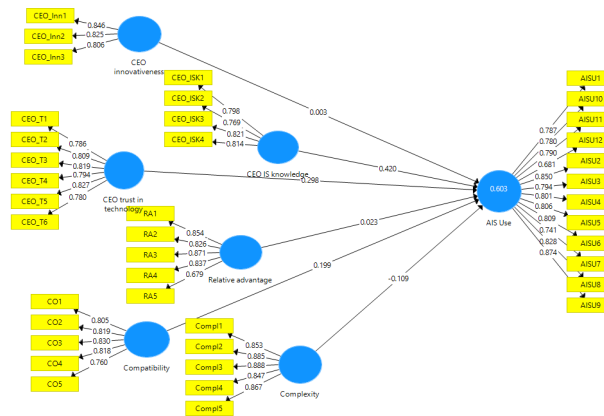 CEO_Inn1
CEO_Inn2
CEO_Inn3
0.846
0.825
0.806
CEO
innovativeness
0.003
CEO_ISK1
CEO_ISK2
CEO_ISK3
CEO_ISK4
0.798
0.769
0.821
0.814
CEO IS knowledge
0.420
CEO_T1
CEO_T2
CEO_T3
CEO_T4
CEO_T5
CEO_T6
0.786
0.809
0.819
0.794
0.827
0.780
CEO trust in
technology
0.298
RA1
RA2
RA3
RA4
RA5
0.854
0.826
0.871
0.837
0.679
Relative advantage
0.023
CO1
CO2
CO3
CO4
CO5
0.805
0.819
0.830
0.818
0.760
Compatibility
0.199
Compl1
Compl2
Compl3
Compl4
Compl5
0.853
0.885
0.888
0.847
0.867
Complexity
-0.109
0.603
AIS Use
0.787
0.780
0.790
0.681
0.850
0.794
0.801
0.806
0.809
0.741
0.828
0.874
AISU1
AISU10
AISU11
AISU12
AISU2
AISU3
AISU4
AISU5
AISU6
AISU7
AISU8
AISU9